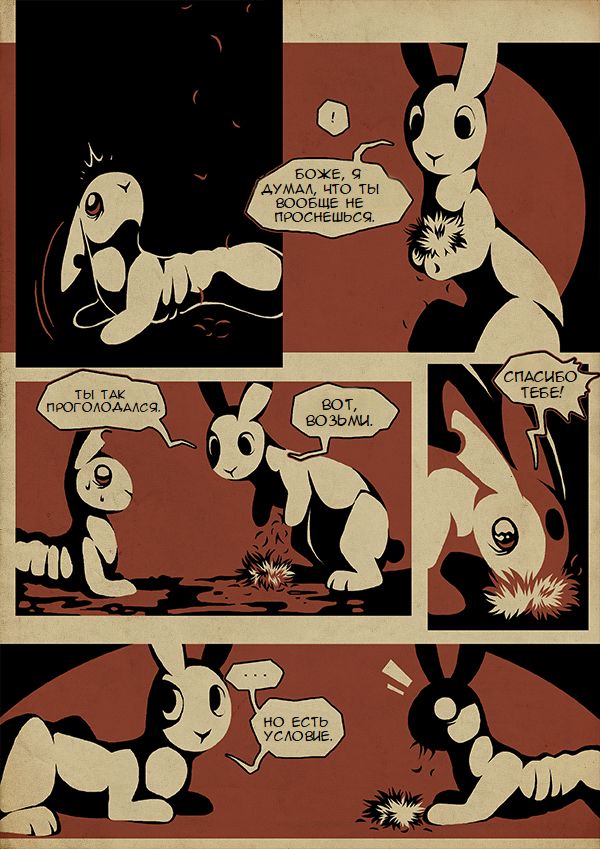 !
БОЖЕ, Я
ДУМАЛ, ЧТО ТЫ
ВООБЩЕ НЕ
ПРОСНЕШЬСЯ.
ТЫ ТАК
ПРОГОЛОДАЛСЯ.
ВОТ,
ВОЗЬМИ.
СПАСИБО
ТЕБЕ!
...
НО ЕСТЬ
УСЛОВИЕ.